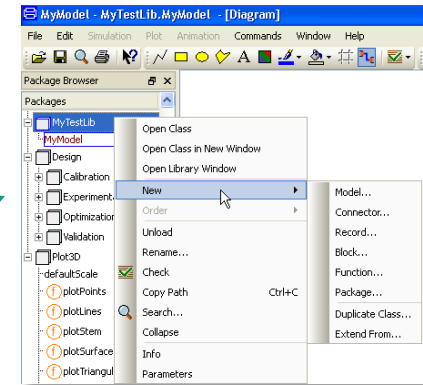 MyModel - MyTestLib.MyModel - [Diagram]
File Edit Simulation Plot Animation Commands Window Help
Package Browser
Packages
MyTestLib
MyModel
Design
Calibration
Experiment
Optimization
Validation
Plot3D
defaultScale
plotPoints
plotLines
plotStem
plotSurface
plotTriangul
Open Class
Open Class in New Window
Open Library Window
New
Order
Unload
Rename...
Check
Copy Path Ctrl+C
Search...
Collapse
Info
Parameters
Model...
Connector...
Record...
Block...
Function...
Package...
Duplicate Class...
Extend From...